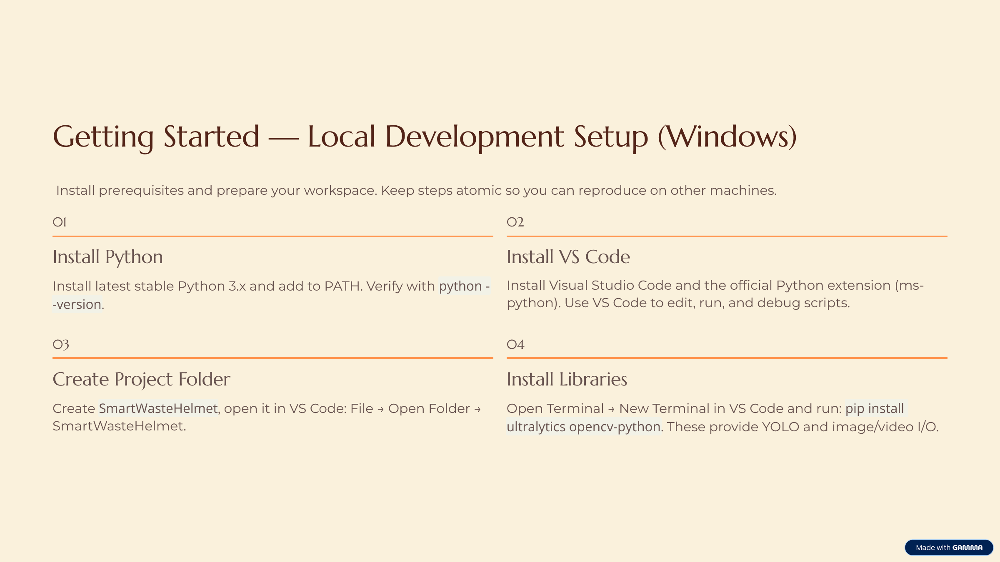 Getting Started — Local Development Setup (Windows)
Install prerequisites and prepare your workspace. Keep steps atomic so you can reproduce on other machines.
01
Install Python
Install latest stable Python 3.x and add to PATH. Verify with python -
-version.
02
Install VS Code
Install Visual Studio Code and the official Python extension (ms-
python). Use VS Code to edit, run, and debug scripts.
03
Create Project Folder
Create SmartWasteHelmet, open it in VS Code: File → Open Folder →
SmartWasteHelmet.
04
Install Libraries
Open Terminal → New Terminal in VS Code and run: pip install
ultralytics opencv-python. These provide YOLO and image/video I/O.
Made with GAMMA